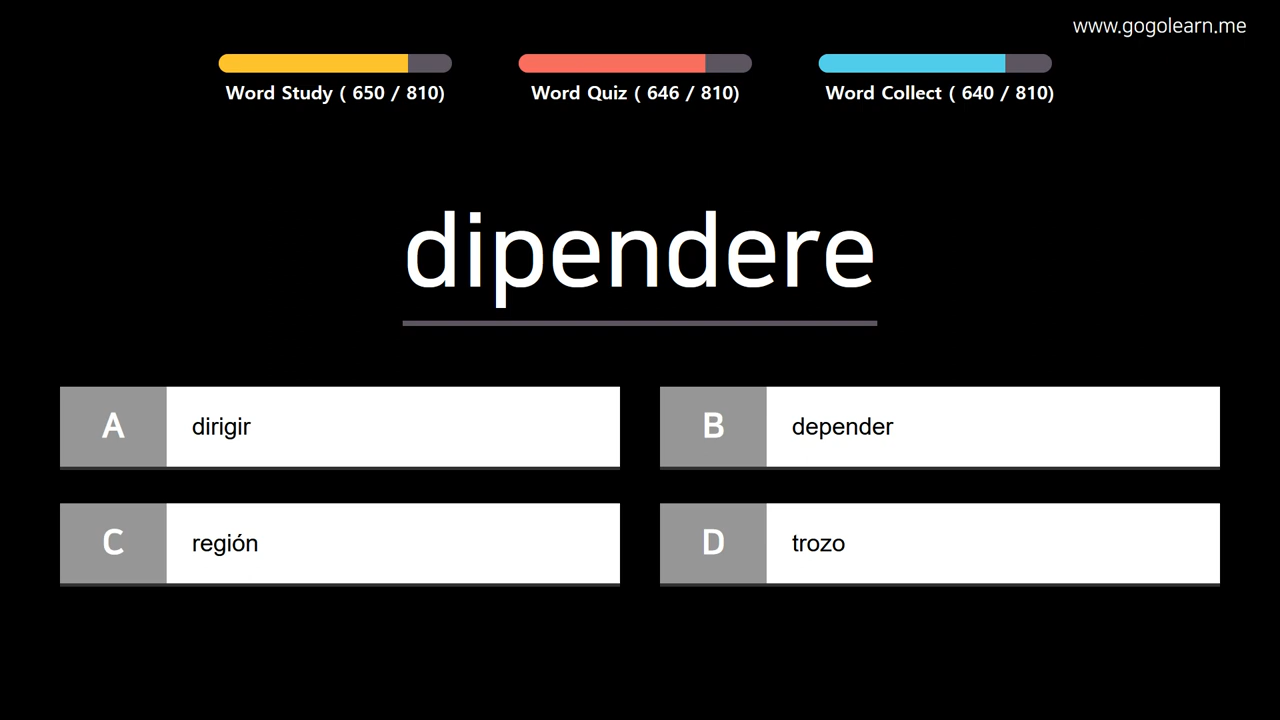 www.gogolearn.me
Word Study ( 650 / 810)
Word Quiz ( 646 / 810)
Word Collect ( 640 / 810)
dipendere
A dirigir
B depender
C región
D trozo